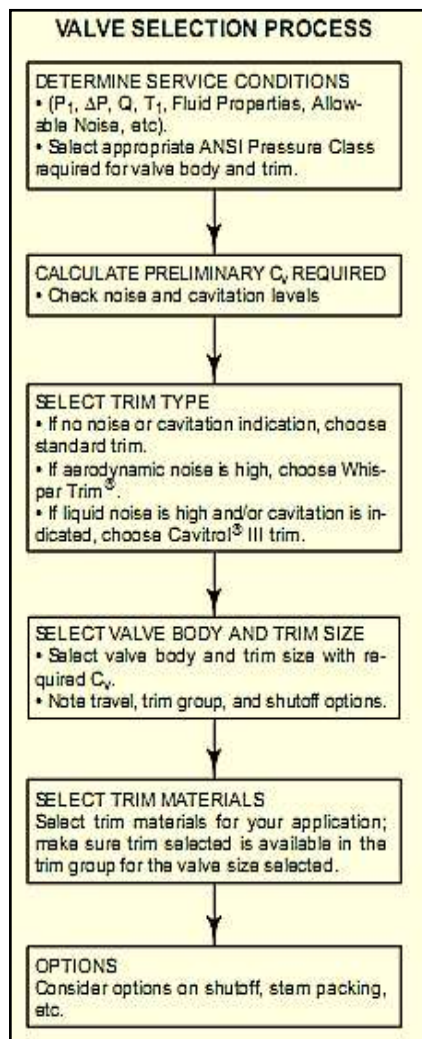 VALVE SELECTION PROCESS
DETERMINE SERVICE CONDITIONS
• (P₁, ΔP, Q, T₁, Fluid Properties, Allow-
able Noise, etc).
• Select appropriate ANSI Pressure Class
required for valve body and trim.
CALCULATE PRELIMINARY Cᵥ REQUIRED
• Check noise and cavitation levels
SELECT TRIM TYPE
• If no noise or cavitation indication, choose
standard trim.
• If aerodynamic noise is high, choose Whis-
per Trim®.
• If liquid noise is high and/or cavitation is in-
dicated, choose Cavitrol® III trim.
SELECT VALVE BODY AND TRIM SIZE
• Select valve body and trim size with re-
quired Cᵥ.
• Note travel, trim group, and shutoff options.
SELECT TRIM MATERIALS
Select trim materials for your application;
make sure trim selected is available in the
trim group for the valve size selected.
OPTIONS
Consider options on shutoff, stem packing,
etc.